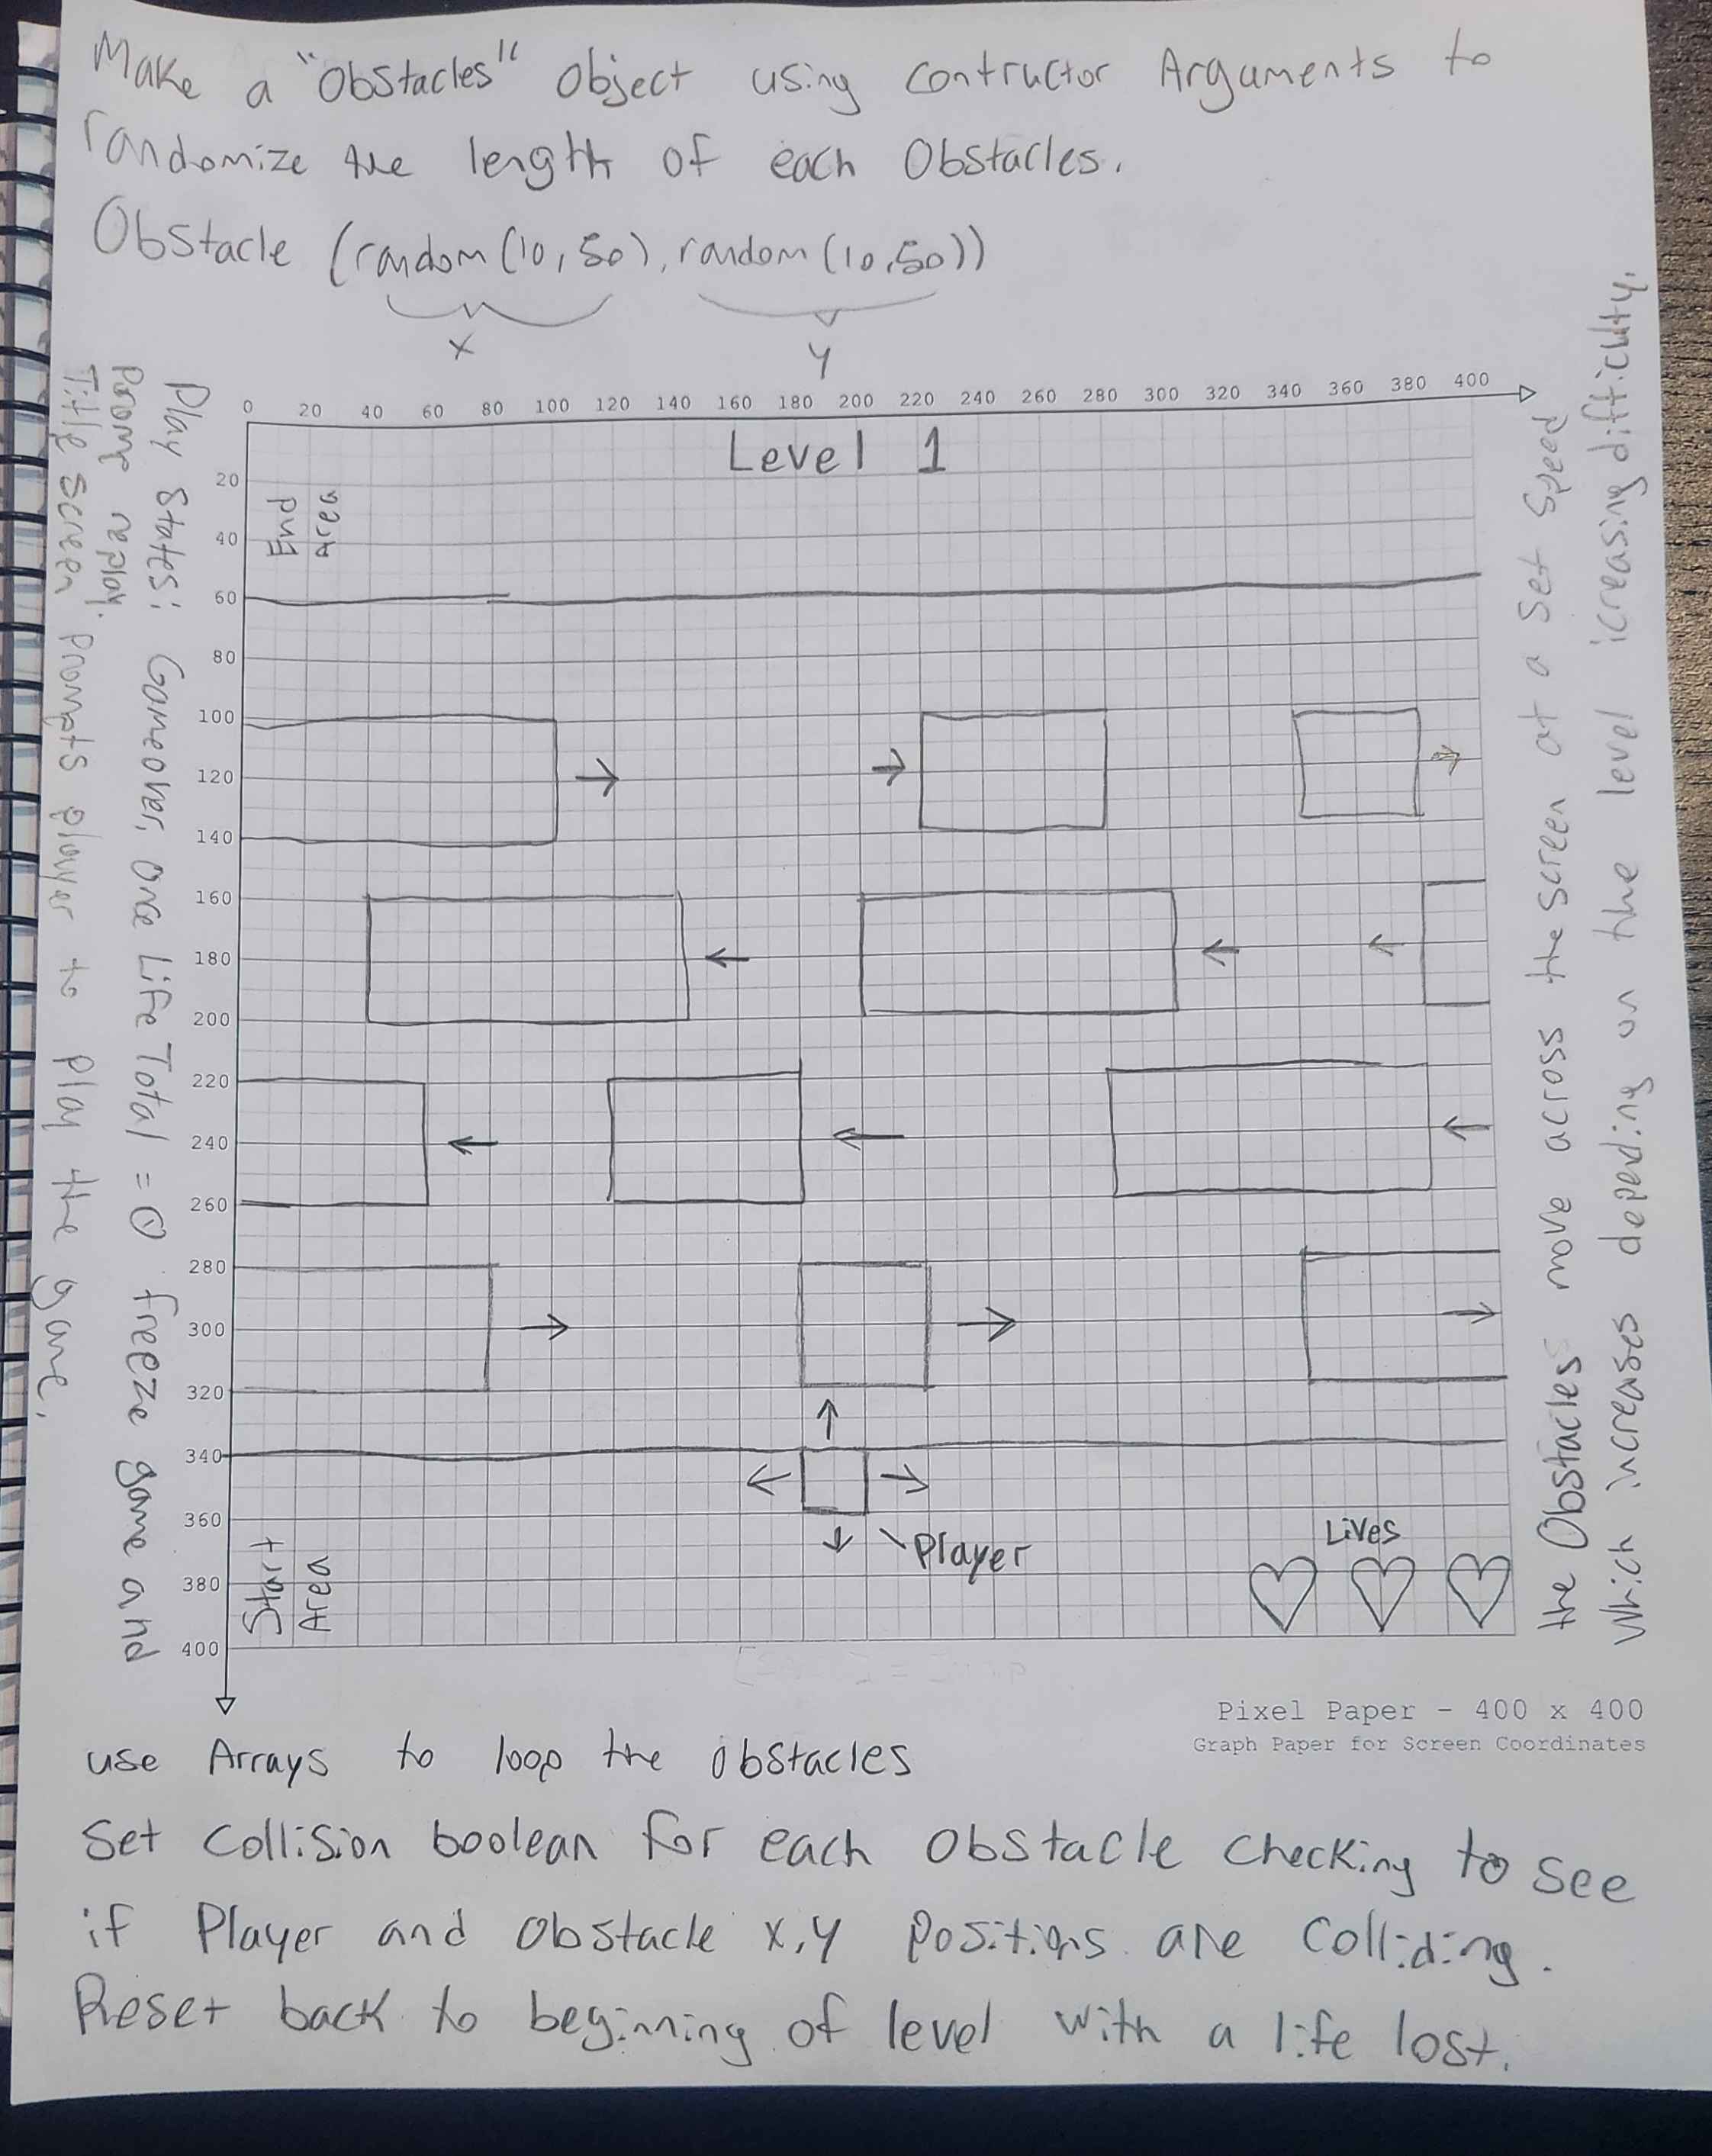 Make a "Obstacles" Object using Contructor Arguments to
randomize the length of each Obstacles.
Obstacle (random(10,50), random(10,50))
X
Y
0 20 40 60 80 100 120 140 160 180 200 220 240 260 280 300 320 340 360 380 400
Level 1
20
40
60
80
100
120
140
160
180
200
220
240
260
280
300
320
340
360
380
400
End
Area
Player
Lives
Start
Area
Play States: Gameover, once Life Total = 0 freeze game and
Prompt replay.
Title Screen prompts player to play the game.
the Obstacles move across the screen at a set speed
which increases depending on the level icreasing difficulty.
Pixel Paper - 400 x 400
Graph Paper for Screen Coordinates
use Arrays to loop the obstacles
Set Collision boolean for each obstacle checking to see
if Player and obstacle x,y positions are colliding.
Reset back to beginning of level with a life lost.